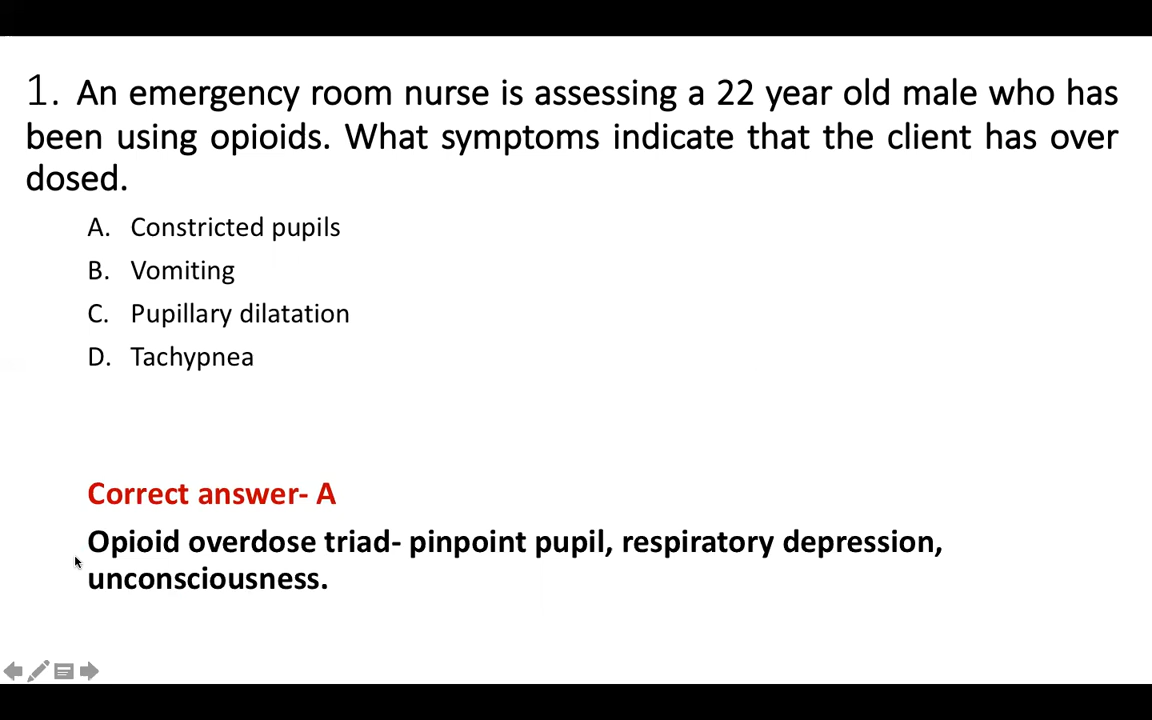 1. An emergency room nurse is assessing a 22 year old male who has
been using opioids. What symptoms indicate that the client has over
dosed.
A. Constricted pupils
B. Vomiting
C. Pupillary dilatation
D. Tachypnea
Correct answer- A
Opioid overdose triad- pinpoint pupil, respiratory depression,
unconsciousness.